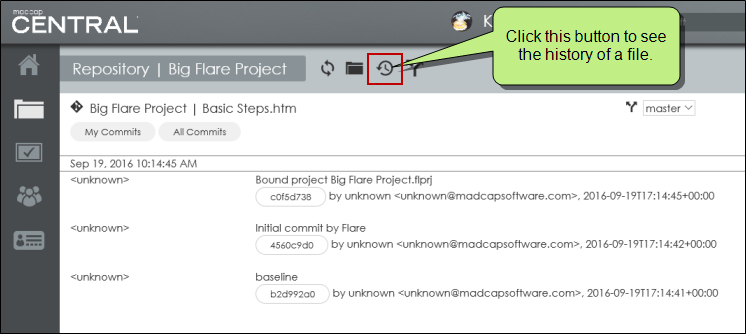 madcap
CENTRAL
K
Click this button to see
the history of a file.
Repository | Big Flare Project
Big Flare Project | Basic Steps.htm
master
My Commits
All Commits
Sep 19, 2016 10:14:45 AM
<unknown>
Bound project Big Flare Project.flprj
c0f5d738 by unknown <unknown@madcapsoftware.com>, 2016-09-19T17:14:45+00:00
<unknown>
Initial commit by Flare
4560c9d0 by unknown <unknown@madcapsoftware.com>, 2016-09-19T17:14:42+00:00
<unknown>
baseline
b2d992a0 by unknown <unknown@madcapsoftware.com>, 2016-09-19T17:14:41+00:00